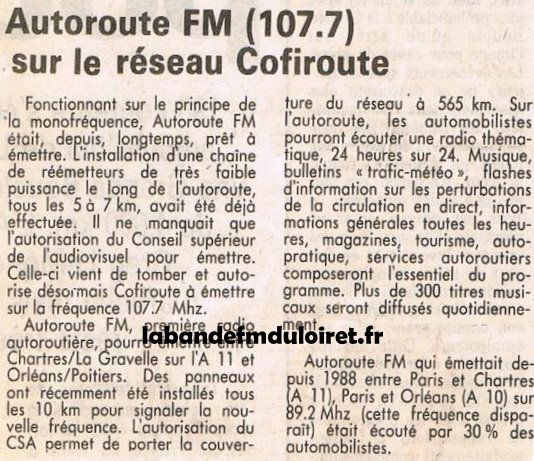 Autoroute FM (107.7)
sur le réseau Cofiroute
Fonctionnant sur le principe de
la monofréquence, Autoroute FM
était, depuis, longtemps, prêt à
émettre. L'installation d'une chaîne
de réémetteurs de très faible
puissance le long de l'autoroute,
tous les 5 à 7 km, avait été déjà
effectuée. Il ne manquait que
l'autorisation du Conseil supérieur
de l'audiovisuel pour émettre.
Celle-ci vient de tomber et auto-
rise désormais Cofiroute à émettre
sur la fréquence 107.7 Mhz.
Autoroute FM, première radio
autoroutière, pourra émettre entre
Chartres/La Gravelle sur l'A 11 et
Orléans/Poitiers. Des panneaux
ont récemment été installés tous
les 10 km pour signaler la nou-
velle fréquence. L'autorisation du
CSA permet de porter la couver-
ture du réseau à 565 km. Sur
l'autoroute, les automobilistes
pourront écouter une radio théma-
tique, 24 heures sur 24. Musique,
bulletins « trafic-météo », flashes
d'information sur les perturbations
de la circulation en direct, infor-
mations générales toutes les heu-
res, magazines, tourisme, auto-
pratique, services autoroutiers
composeront l'essentiel du pro-
gramme. Plus de 300 titres musi-
caux seront diffusés quotidienne-
ment.
labandefmduloiret.fr
Autoroute FM qui émettait de-
puis 1988 entre Paris et Chartres
(A 11), Paris et Orléans (A 10) sur
89.2 Mhz (cette fréquence dispa-
raît) était écouté par 30 % des
automobilistes.